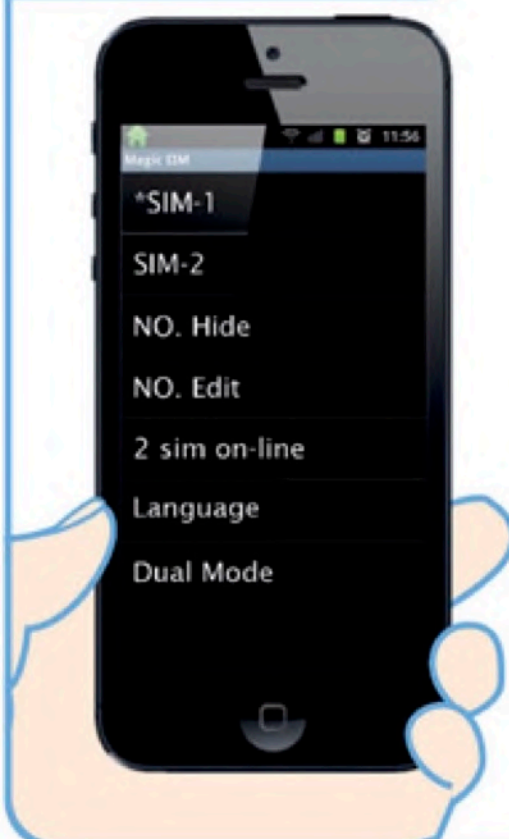 11:56
Magic SIM
*SIM-1
SIM-2
NO. Hide
NO. Edit
2 sim on-line
Language
Dual Mode